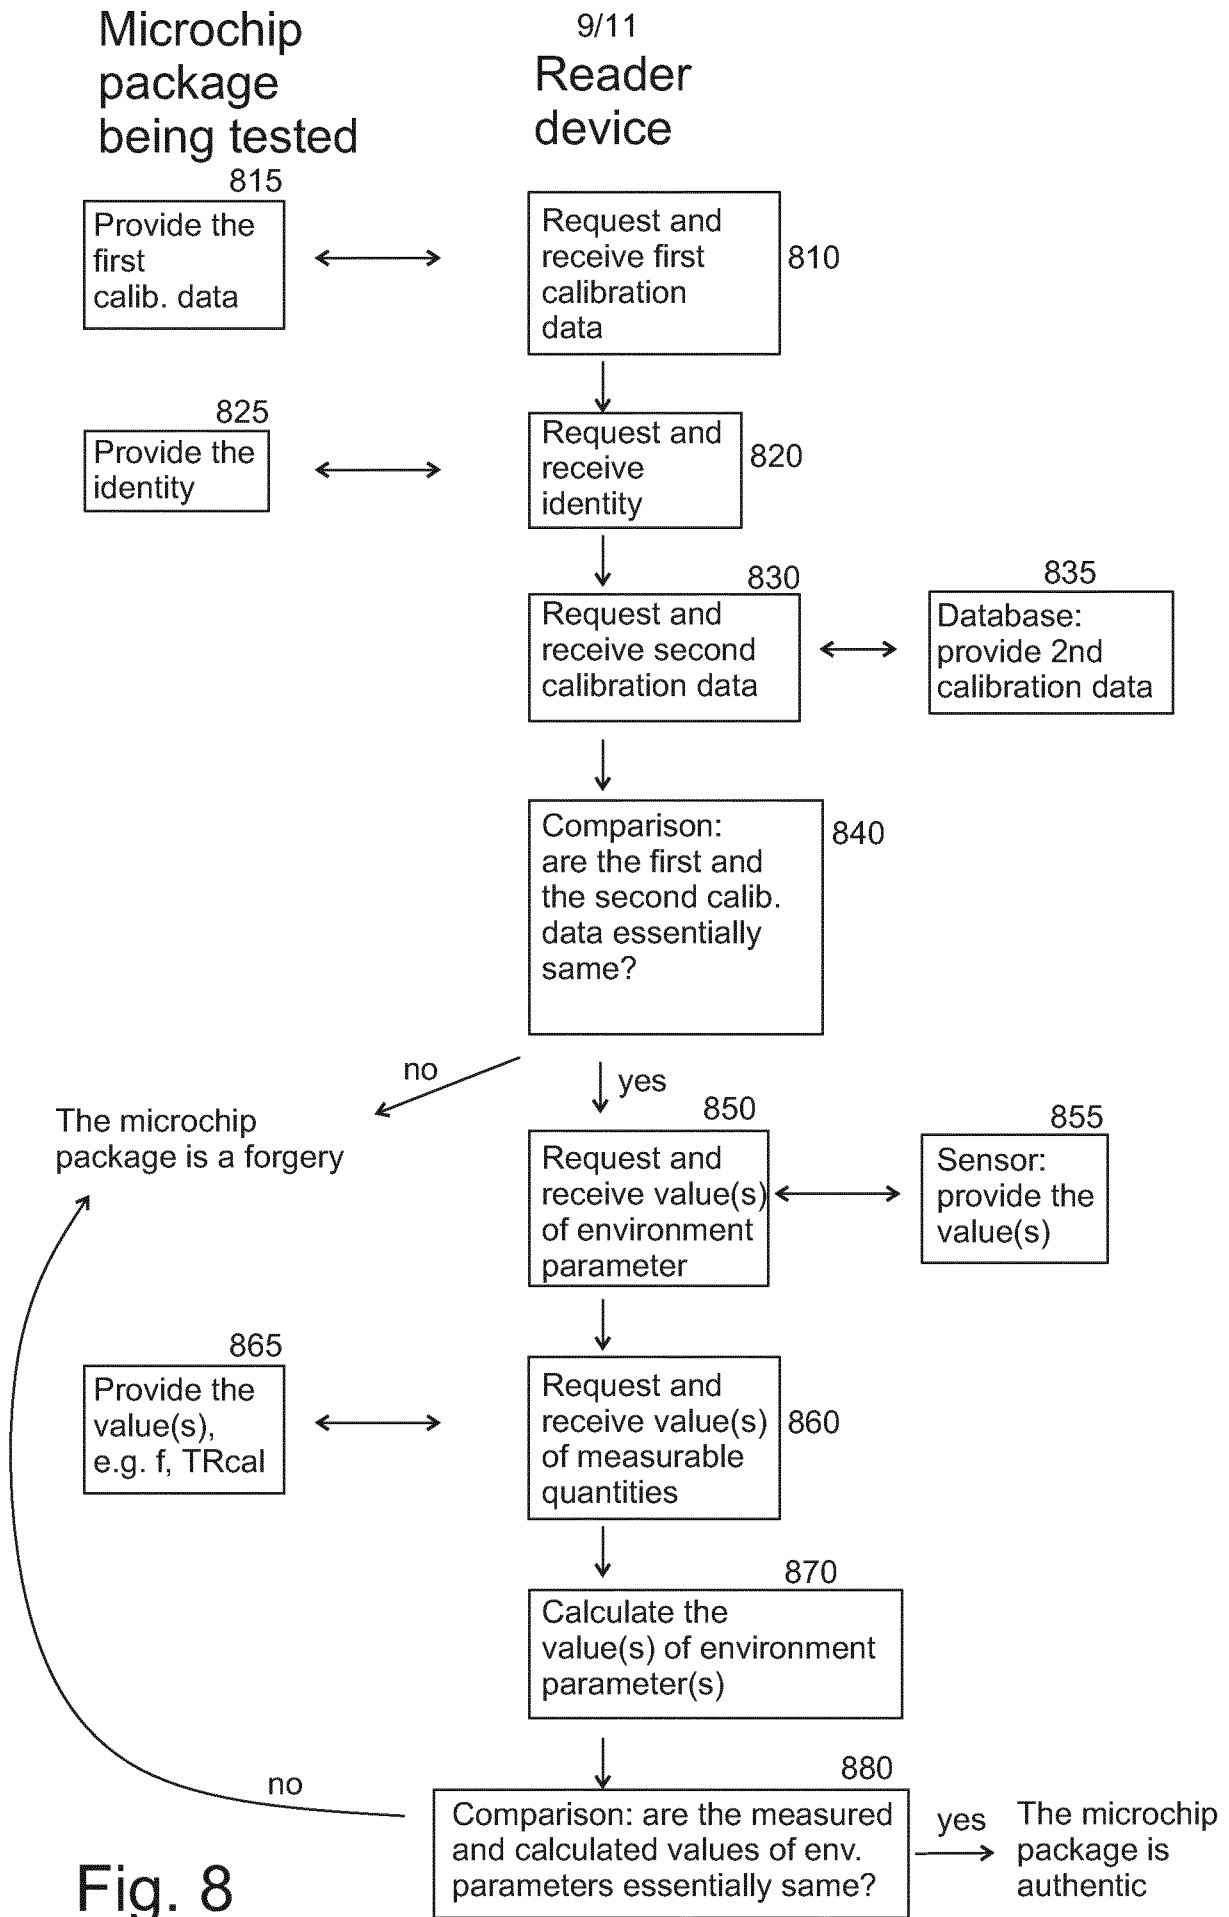 Microchip
package
being tested
9/11
Reader
device
815
Provide the
first
calib. data
Request and
receive first
calibration
data
810
825
Provide the
identity
Request and
receive
identity
820
830
Request and
receive second
calibration data
835
Database:
provide 2nd
calibration data
Comparison:
are the first and
the second calib.
data essentially
same?
840
no
yes
The microchip
package is a forgery
850
Request and
receive value(s)
of environment
parameter
855
Sensor:
provide the
value(s)
865
Provide the
value(s),
e.g. f, TRcal
Request and
receive value(s)
of measurable
quantities
860
870
Calculate the
value(s) of environment
parameter(s)
no
880
Comparison: are the measured
and calculated values of env.
parameters essentially same?
yes
The microchip
package is
authentic
Fig. 8